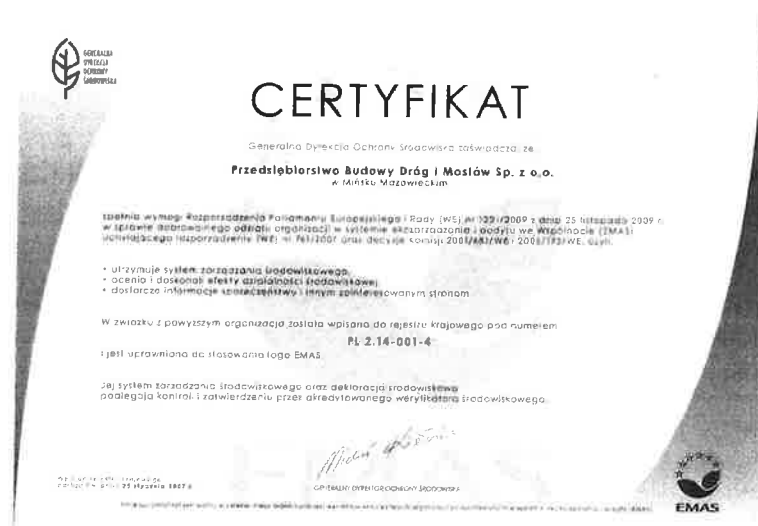 GENERALNA
DYREKCJA
OCHRONY
ŚRODOWISKA
CERTYFIKAT
Generalna Dyrekcja Ochrony Środowiska zaświadcza, że
Przedsiębiorstwo Budowy Dróg i Mostów Sp. z o.o.
w Mińsku Mazowieckim
spełnia wymogi Rozporządzenia Parlamentu Europejskiego i Rady (WE) nr 1221/2009 z dnia 25 listopada 2009 r.
w sprawie dobrowolnego udziału organizacji w systemie ekozarządzania i audytu we Wspólnocie (EMAS)
uchylającego rozporządzenie (WE) nr 761/2001 oraz decyzje Komisji 2001/681/WE i 2006/193/WE, czyli:
• utrzymuje system zarządzania środowiskowego,
• ocenia i doskonali efekty działalności środowiskowej
• dostarcza informacje społeczeństwu i innym zainteresowanym stronom
W związku z powyższym organizacja została wpisana do rejestru krajowego pod numerem
PL 2.14-001-4
i jest uprawniona do stosowania logo EMAS.
Jej system zarządzania środowiskowego oraz deklaracja środowiskowa
podlegają kontroli i zatwierdzeniu przez akredytowanego weryfikatora środowiskowego.
25 stycznia 2007 r.
GENERALNY DYREKTOR OCHRONY ŚRODOWISKA
EMAS